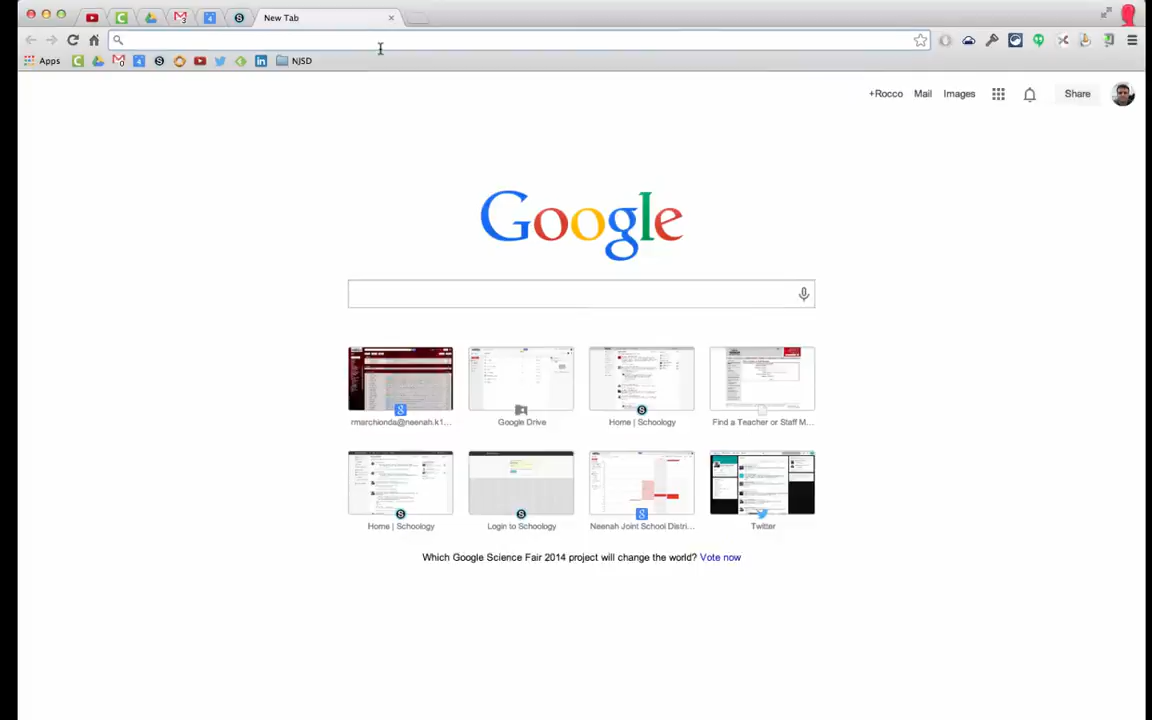 New Tab
Apps NJSD
+Rocco Mail Images Share
Google
rmarchionda@neenah.k1... Google Drive Home | Schoology Find a Teacher or Staff M...
Home | Schoology Login to Schoology Neenah Joint School Distri... Twitter
Which Google Science Fair 2014 project will change the world? Vote now